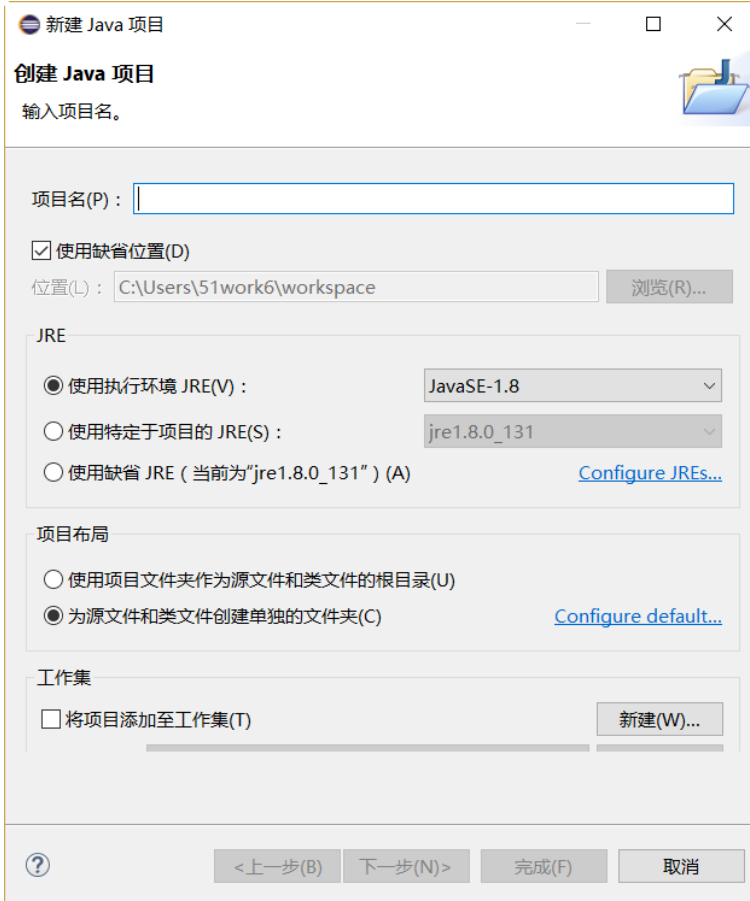 新建 Java 项目
创建 Java 项目
输入项目名。
项目名(P)：
使用缺省位置(D)
位置(L)： C:\Users\51work6\workspace 浏览(R)...
JRE
使用执行环境 JRE(V)： JavaSE-1.8
使用特定于项目的 JRE(S)： jre1.8.0_131
使用缺省 JRE（当前为“jre1.8.0_131”）(A) Configure JREs...
项目布局
使用项目文件夹作为源文件和类文件的根目录(U)
为源文件和类文件创建单独的文件夹(C) Configure default...
工作集
将项目添加至工作集(T) 新建(W)...
? <上一步(B) 下一步(N)> 完成(F) 取消